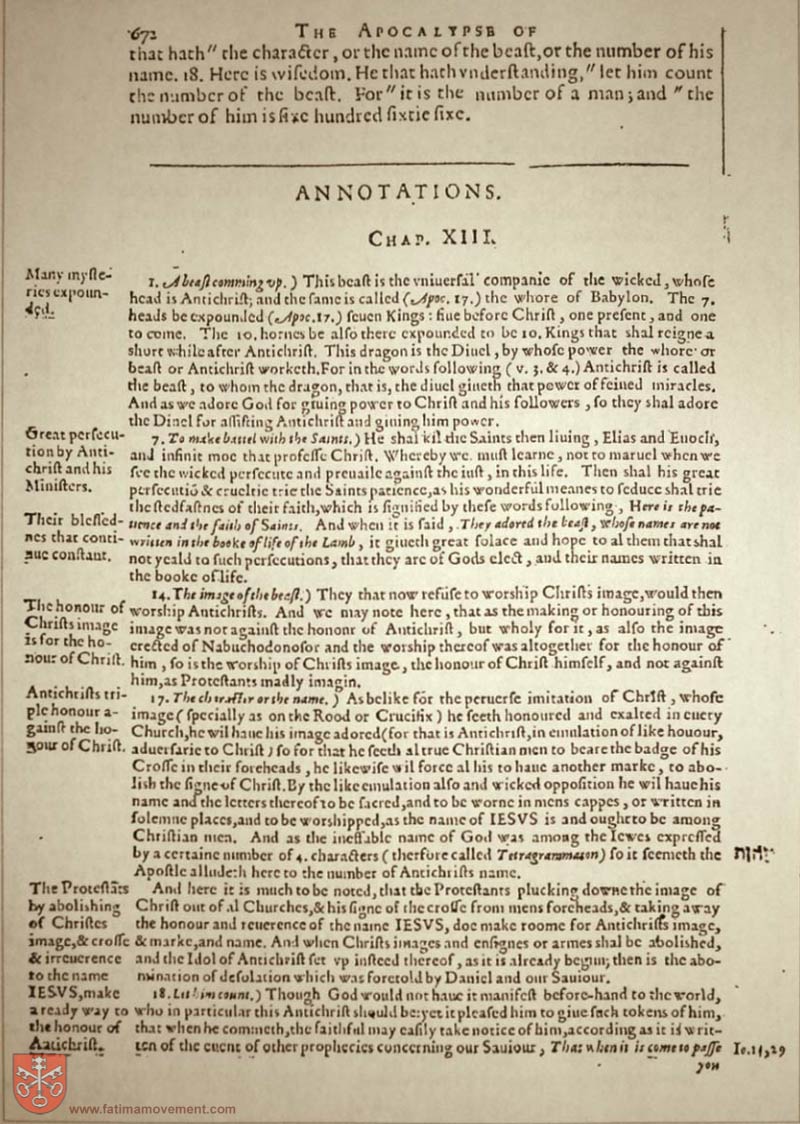 672 THE APOCALYPSE OF
that hath" the character, or the name of the beaſt, or the number of his
name. 18. Here is wiſedom. He that hath vnderſtanding," let him count
the number of the beaſt. For" it is the number of a man; and " the
number of him is ſixe hundred ſixtie ſixe.
ANNOTATIONS.
CHAP. XIII.
Many myſte-
ries expoun-
ded.
1. A beaſt comming vp.) This beaſt is the vniuerſal companie of the wicked, whoſe
head is Antichriſt; and the ſame is called (Apoc. 17.) the whore of Babylon. The 7.
heads be expounded (Apoc. 17.) ſeuen Kings: fiue before Chriſt, one preſent, and one
to come. The 10. hornes be alſo there expounded to be 10. Kings that shal reigne a
short while after Antichriſt. This dragon is the Diuel, by whoſe power the whore or
beaſt or Antichriſt worketh. For in the words following (v. 3. & 4.) Antichriſt is called
the beaſt, to whom the dragon, that is, the diuel giueth that power of feined miracles.
And as we adore God for giuing power to Chriſt and his followers, ſo they shal adore
the Diuel for aſſiſting Antichriſt and giuing him power.
Great perſecu-
tion by Anti-
chriſt and his
Miniſters.
7. To make battel with the Saints.) He shal kil the Saints then liuing, Elias and Enoch,
and infinit moe that profeſſe Chriſt. Whereby we muſt learne, not to maruel when we
ſee the wicked perſecute and preuaile againſt the iuſt, in this life. Then shal his great
perſecutiō & crueltie trie the Saints patience, as his wonderful meanes to ſeduce shal trie
the ſtedfaſtnes of their faith, which is ſignified by theſe words following, Here is the pa-
tience and the faith of Saints. And when it is ſaid, They adored the beaſt, whoſe names are not
written in the booke of life of the Lamb, it giueth great ſolace and hope to al them that shal
not yeald to ſuch perſecutions, that they are of Gods elect, and their names written in
the booke of life.
Their bleſſed-
nes that conti-
nue conſtant.
14. The image of the beaſt.) They that now refuſe to worship Chriſts image, would then
worship Antichriſts. And we may note here, that as the making or honouring of this
image was not againſt the honour of Antichriſt, but wholy for it, as alſo the image
erected of Nabuchodonoſor and the worship thereof was altogether for the honour of
him, ſo is the worship of Chriſts image, the honour of Chriſt himſelf, and not againſt
him, as Proteſtants madly imagin.
The honour of
Chriſts image
is for the ho-
nour of Chriſt.
Antichriſts tri-
ple honour a-
gainſt the ho-
nour of Chriſt.
17. The character or the name.) As belike for the peruerſe imitation of Chriſt, whoſe
image (ſpecially as on the Rood or Crucifix) he ſeeth honoured and exalted in euery
Church, he wil haue his image adored (for that is Antichriſt, in emulation of like honour,
aduerſarie to Chriſt) ſo for that he ſeeth al true Chriſtian men to beare the badge of his
Croſſe in their foreheads, he likewiſe wil force al his to haue another marke, to abo-
lish the ſigne of Chriſt. By the like emulation alſo and wicked oppoſition he wil haue his
name and the letters thereof to be ſacred, and to be worne in mens cappes, or written in
ſolemne places, and to be worshipped, as the name of IESVS is and ought to be among
Chriſtian men. And as the ineffable name of God was among the Iewes expreſſed
by a certaine number of 4. characters (therfore called Tetragrammaton) ſo it ſeemeth the
Apoſtle alludeth here to the number of Antichriſts name.
The Proteſtāts
by abolishing
of Chriſtes
image, & croſſe
& irreuerence
to the name
IESVS, make
a ready way to
the honour of
Antichriſt.
And here it is much to be noted, that the Proteſtants plucking downe the image of
Chriſt out of al Churches, & his ſigne of the croſſe from mens foreheads, & taking away
the honour and reuerence of the name IESVS, doe make roome for Antichriſts image,
& marke, and name. And when Chriſts images and enſignes or armes shal be abolished,
and the Idol of Antichriſt ſet vp inſteed thereof, as it is already begun; then is the abo-
mination of deſolation which was foretold by Daniel and our Sauiour.
18. Let him count.) Though God would not haue it manifeſt before-hand to the world,
who in particular this Antichriſt should be: yet it pleaſed him to giue ſuch tokens of him,
that when he commeth, the faithful may eaſily take notice of him, according as it is writ-
ten of the euent of other prophecies concerning our Sauiour, That when it is come to paſſe
you
Io. 14, 29
www.fatimamovement.com